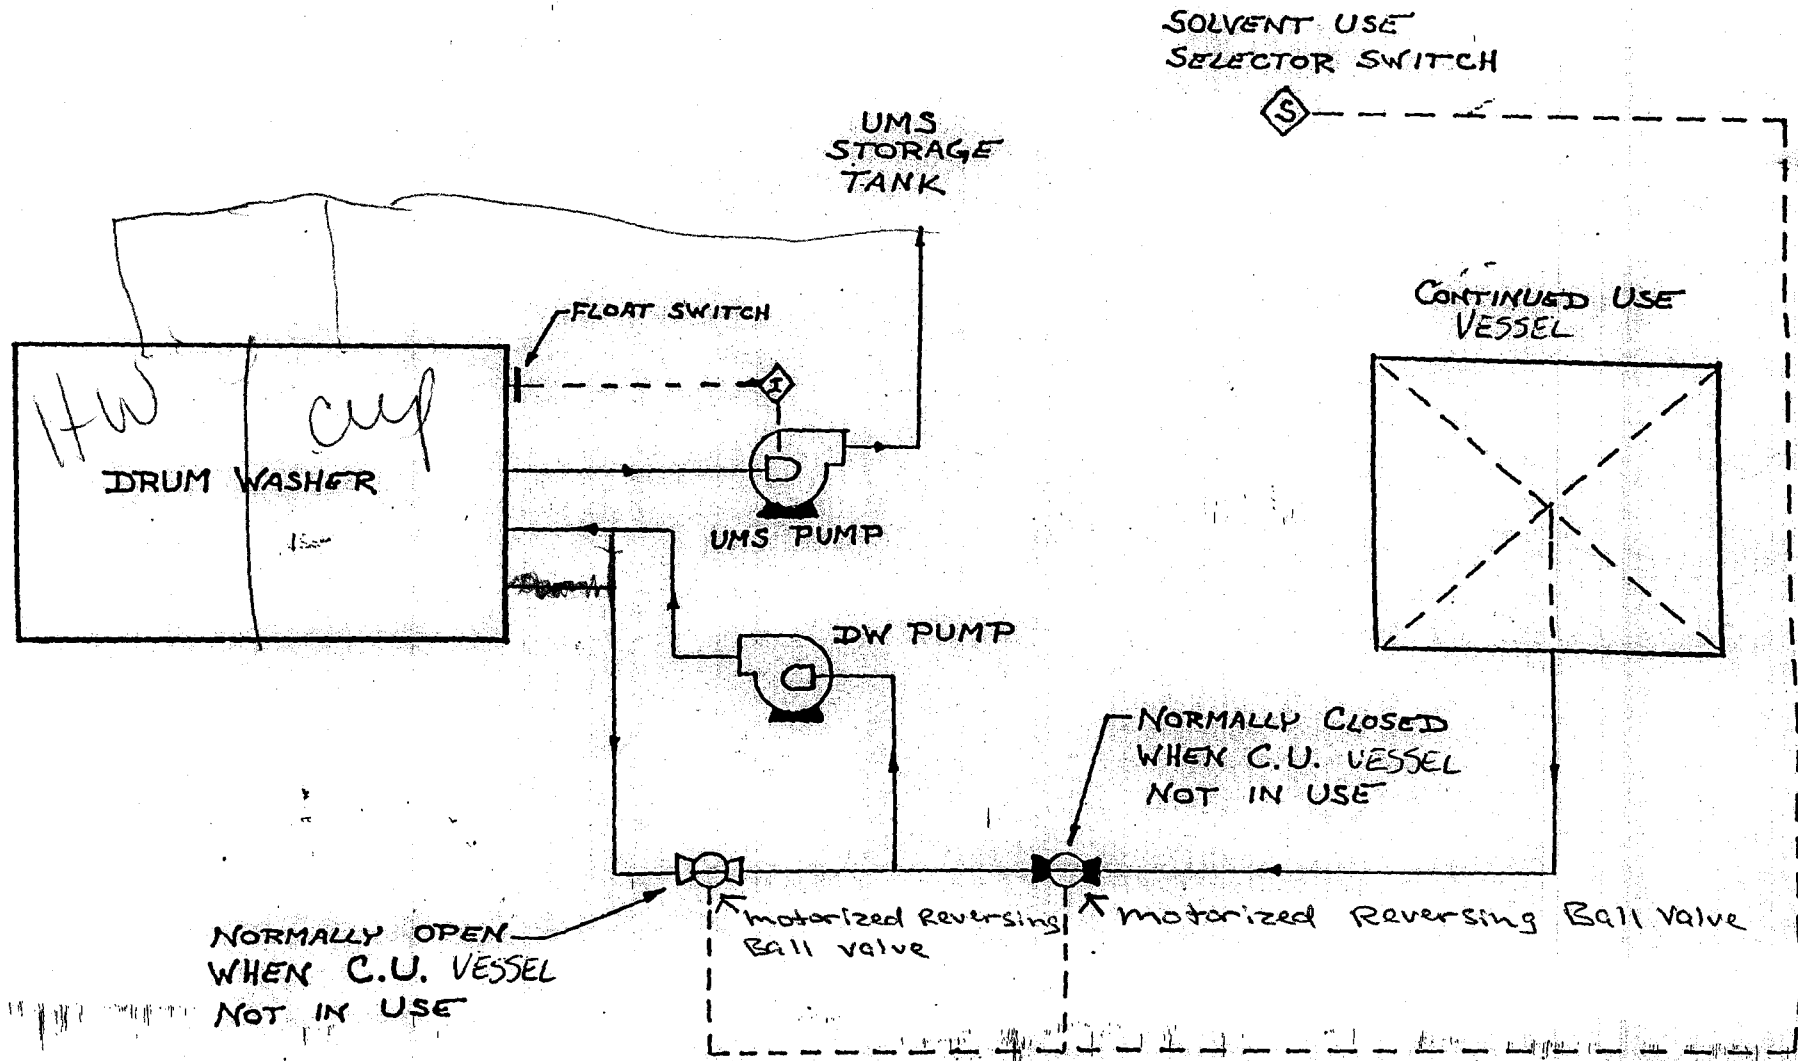 SOLVENT USE
SELECTOR SWITCH
S
UMS
STORAGE
TANK
FLOAT SWITCH
CONTINUED USE
VESSEL
I
HW
CUP
DRUM WASHER
UMS PUMP
DW PUMP
NORMALLY CLOSED
WHEN C.U. VESSEL
NOT IN USE
Motorized Reversing
Ball valve
Motorized Reversing Ball Valve
NORMALLY OPEN
WHEN C.U. VESSEL
NOT IN USE